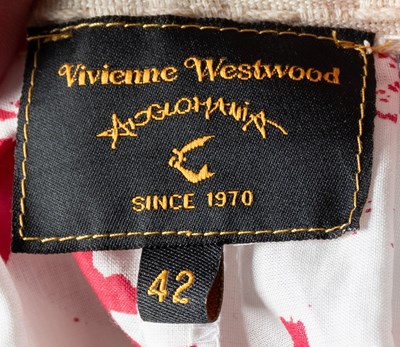 Vivienne Westwood
ANGLOMANIA
SINCE 1970
42